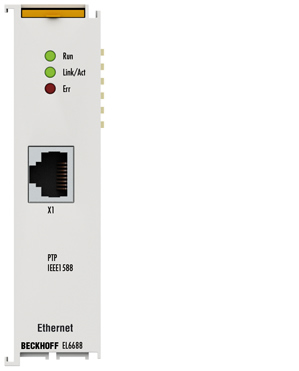 Run
Link/Act
Err
X1
PTP
IEEE1588
Ethernet
BECKHOFF EL6688